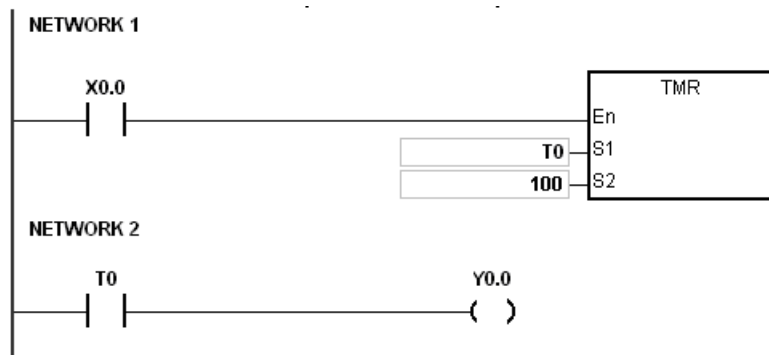 NETWORK 1
X0.0
TMR
En
T0 S1
100 S2
NETWORK 2
T0 Y0.0